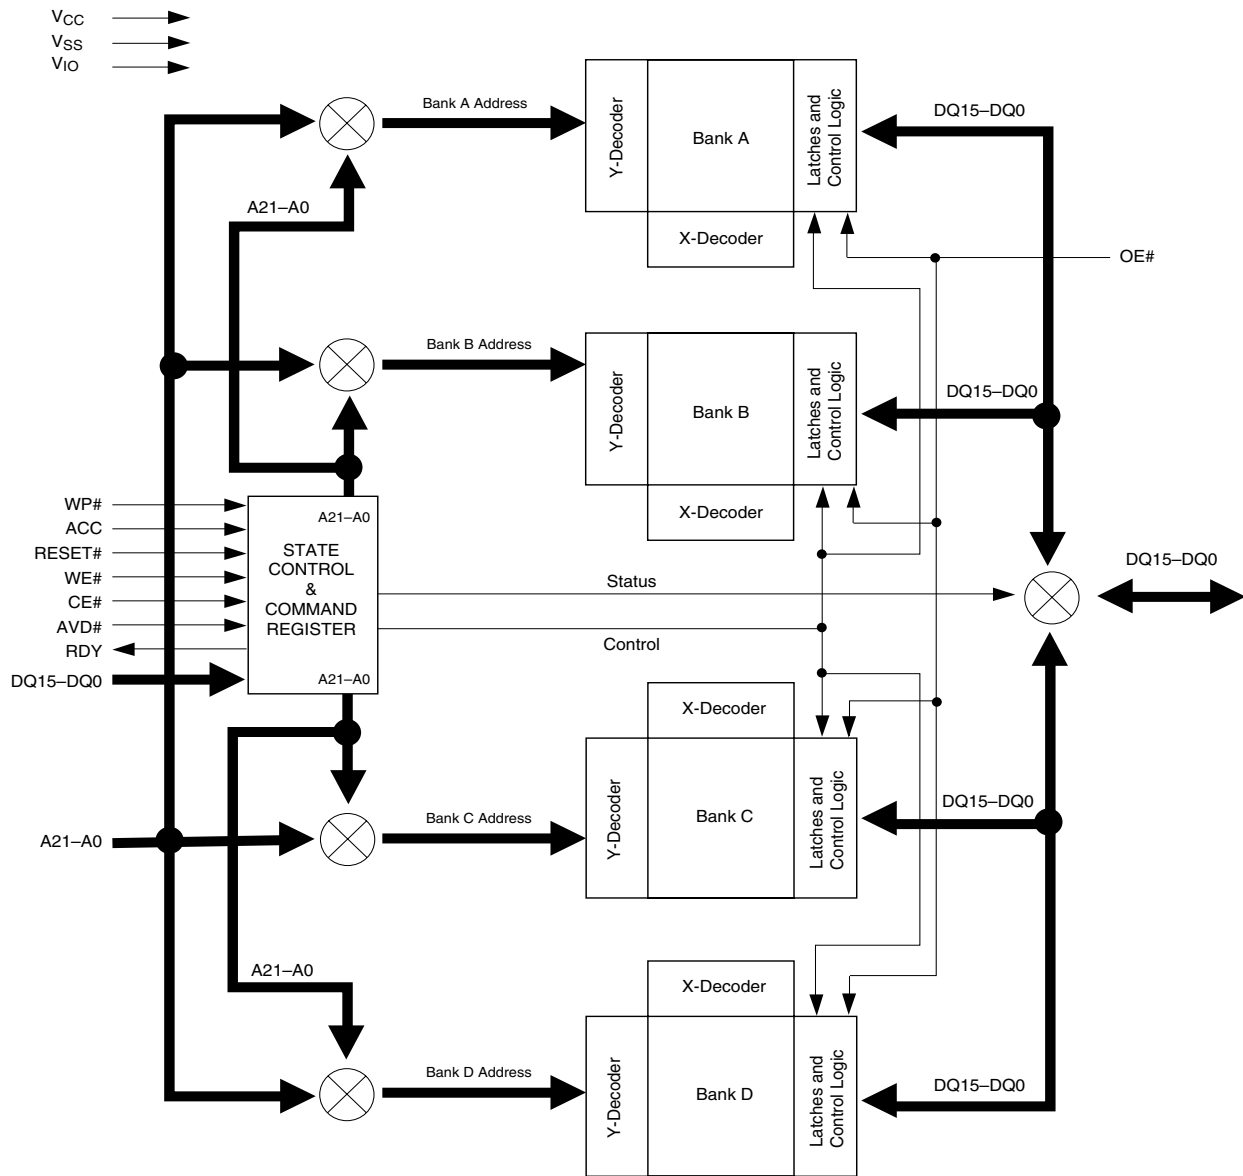 VCC
VSS
VIO
Bank A Address
Y-Decoder
Bank A
Latches and
Control Logic
X-Decoder
DQ15–DQ0
A21–A0
OE#
Bank B Address
Y-Decoder
Bank B
Latches and
Control Logic
X-Decoder
DQ15–DQ0
WP#
ACC
RESET#
WE#
CE#
AVD#
RDY
DQ15–DQ0
A21–A0
STATE
CONTROL
&
COMMAND
REGISTER
A21–A0
Status
Control
DQ15–DQ0
X-Decoder
Bank C Address
Y-Decoder
Bank C
Latches and
Control Logic
DQ15–DQ0
A21–A0
A21–A0
X-Decoder
Bank D Address
Y-Decoder
Bank D
Latches and
Control Logic
DQ15–DQ0